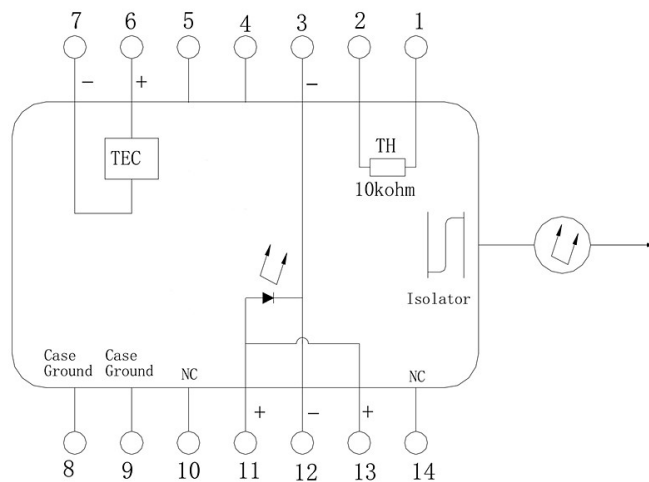 7 6 5 4 3 2 1
− + −
TEC
TH
10kohm
Isolator
Case Ground
Case Ground
NC
NC
+ − +
8 9 10 11 12 13 14